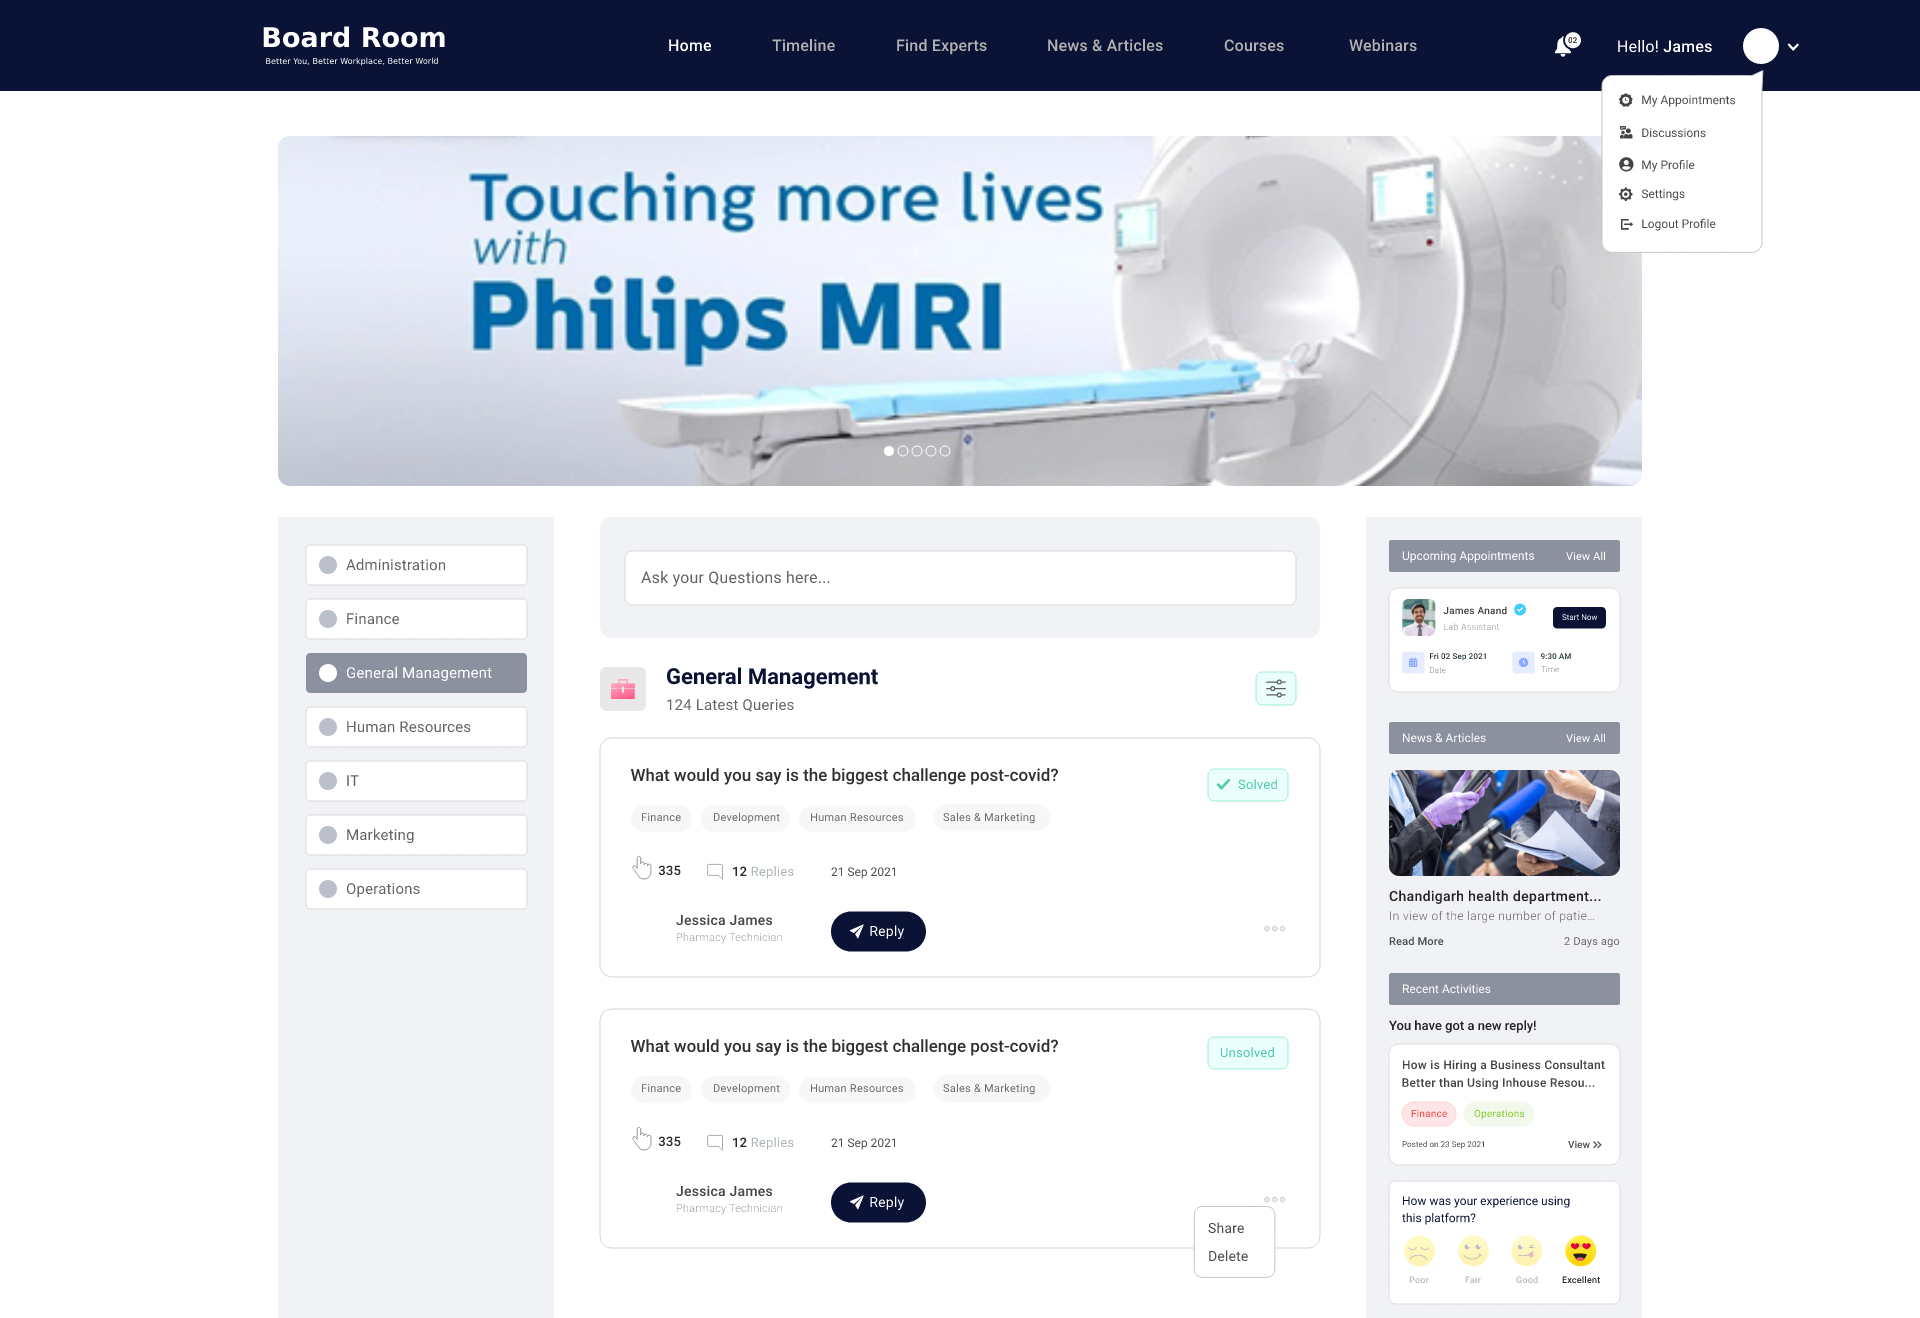 Board Room
Better You, Better Workplace, Better World
Home
Timeline
Find Experts
News & Articles
Courses
Webinars
02
Hello! James
My Appointments
Discussions
My Profile
Settings
Logout Profile
Touching more lives
with
Philips MRI
Administration
Finance
General Management
Human Resources
IT
Marketing
Operations
Ask your Questions here...
General Management
124 Latest Queries
What would you say is the biggest challenge post-covid?
Solved
Finance
Development
Human Resources
Sales & Marketing
335
12 Replies
21 Sep 2021
Jessica James
Pharmacy Technician
Reply
What would you say is the biggest challenge post-covid?
Unsolved
Finance
Development
Human Resources
Sales & Marketing
335
12 Replies
21 Sep 2021
Jessica James
Pharmacy Technician
Reply
Share
Delete
Upcoming Appointments
View All
James Anand
Lab Assistant
Start Now
Fri 02 Sep 2021
Date
9:30 AM
Time
News & Articles
View All
Chandigarh health department...
In view of the large number of patie...
Read More
2 Days ago
Recent Activities
You have got a new reply!
How is Hiring a Business Consultant
Better than Using Inhouse Resou...
Finance
Operations
Posted on 23 Sep 2021
View
How was your experience using
this platform?
Poor
Fair
Good
Excellent